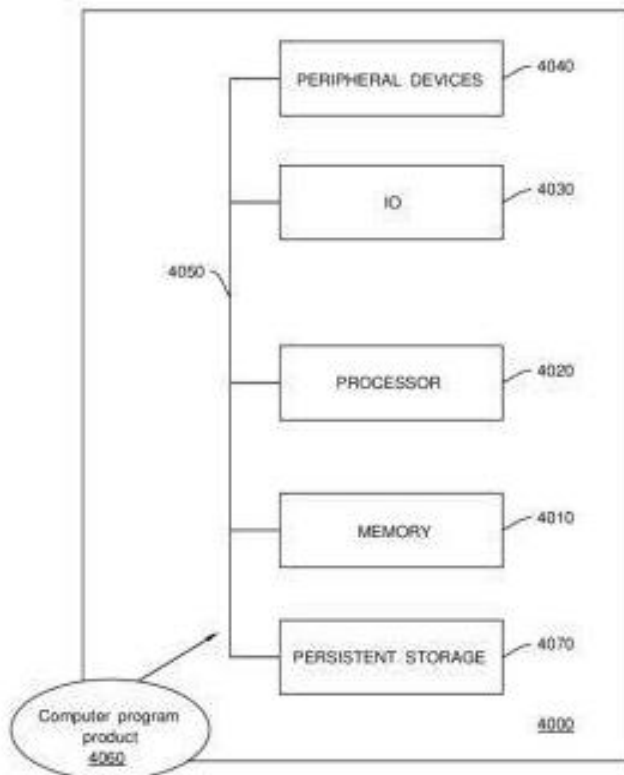 PERIPHERAL DEVICES
4040
IO
4030
4050
PROCESSOR
4020
MEMORY
4010
PERSISTENT STORAGE
4070
Computer program
product
4060
4000